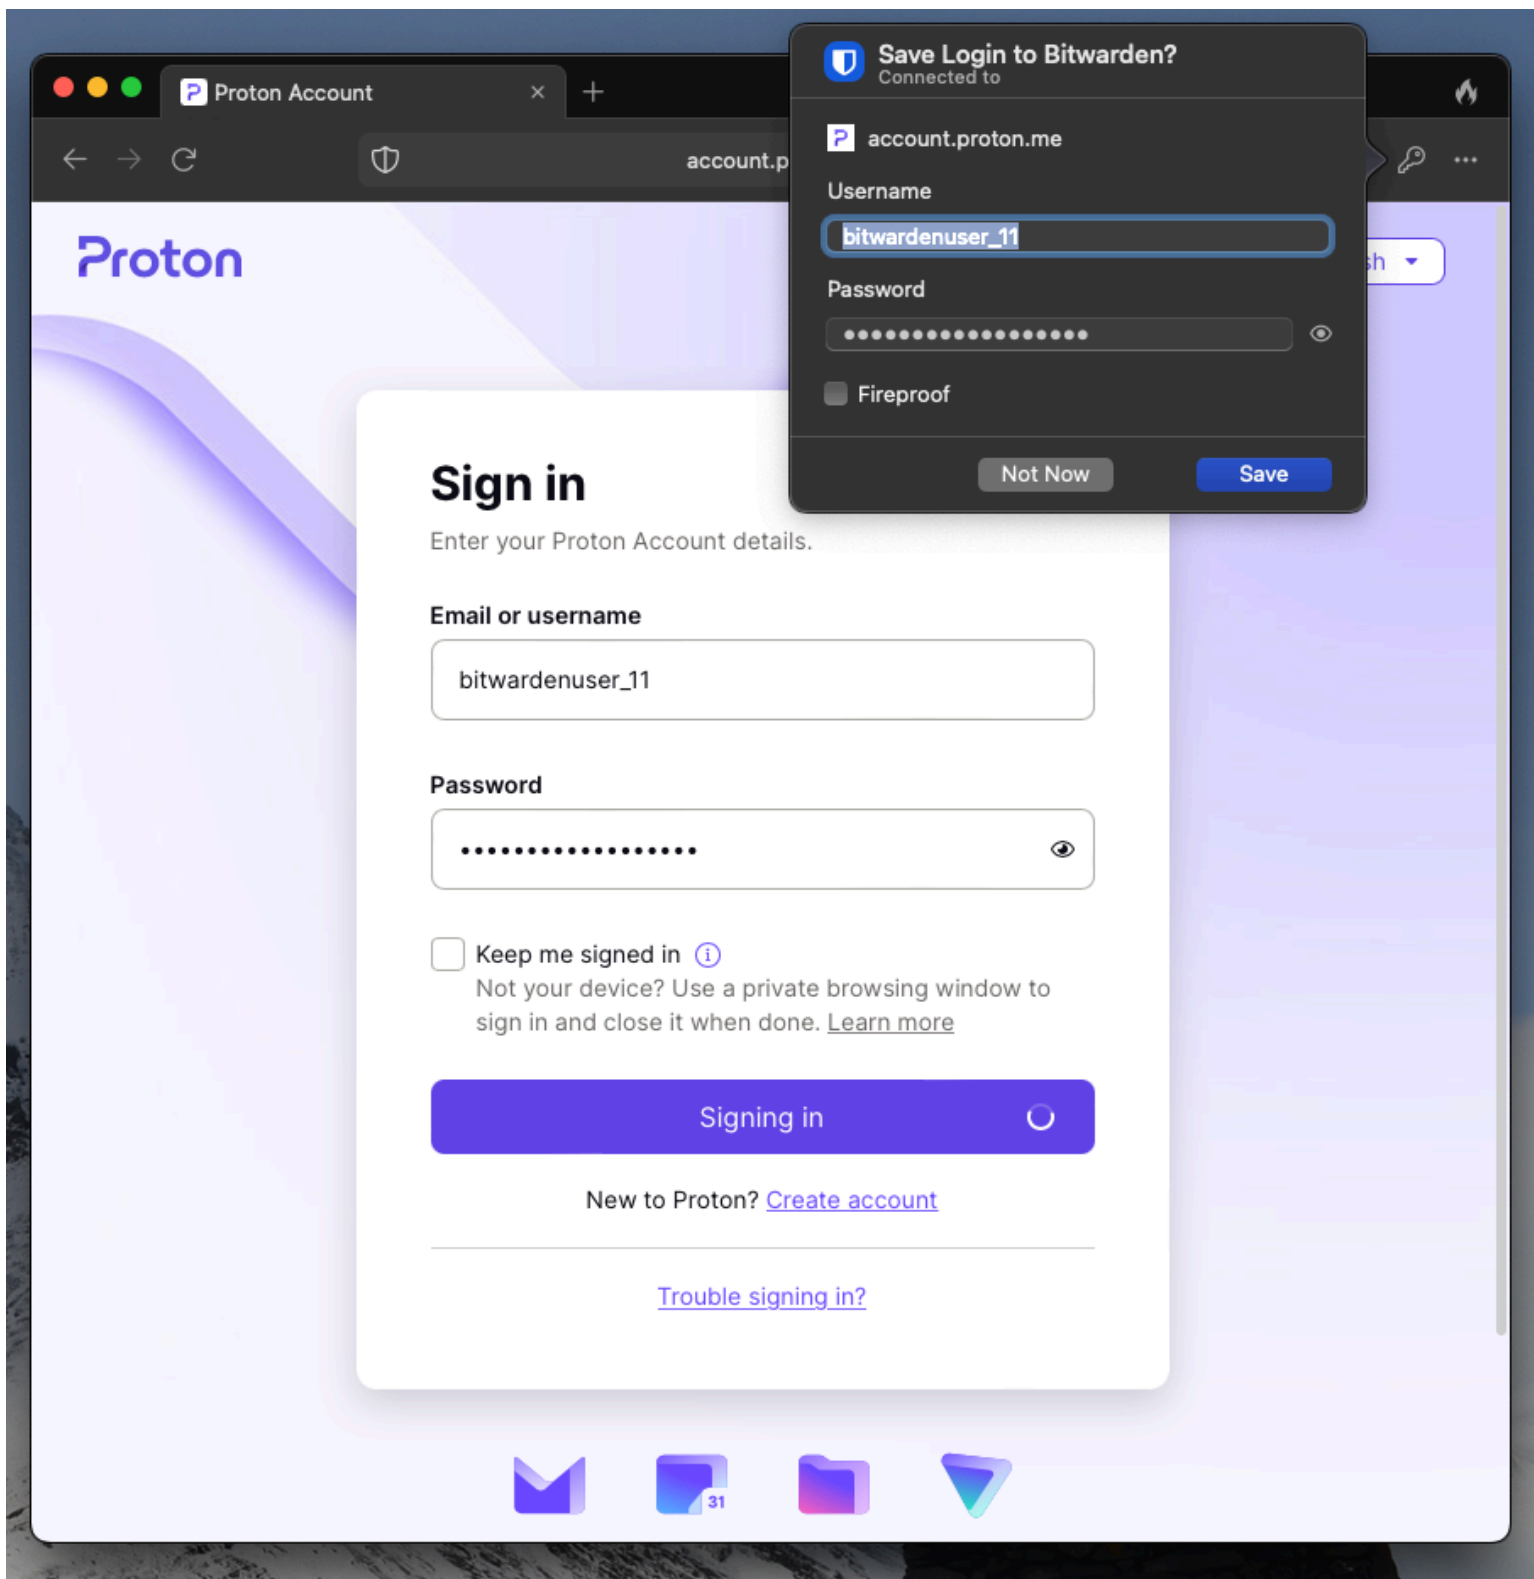 Proton Account
account.p
Save Login to Bitwarden?
Connected to
account.proton.me
Username
bitwardenuser_11
Password
••••••••••••••••••
Fireproof
Not Now
Save
Proton
sh
Sign in
Enter your Proton Account details.
Email or username
bitwardenuser_11
Password
••••••••••••••••••
Keep me signed in
Not your device? Use a private browsing window to
sign in and close it when done. Learn more
Signing in
New to Proton? Create account
Trouble signing in?
31